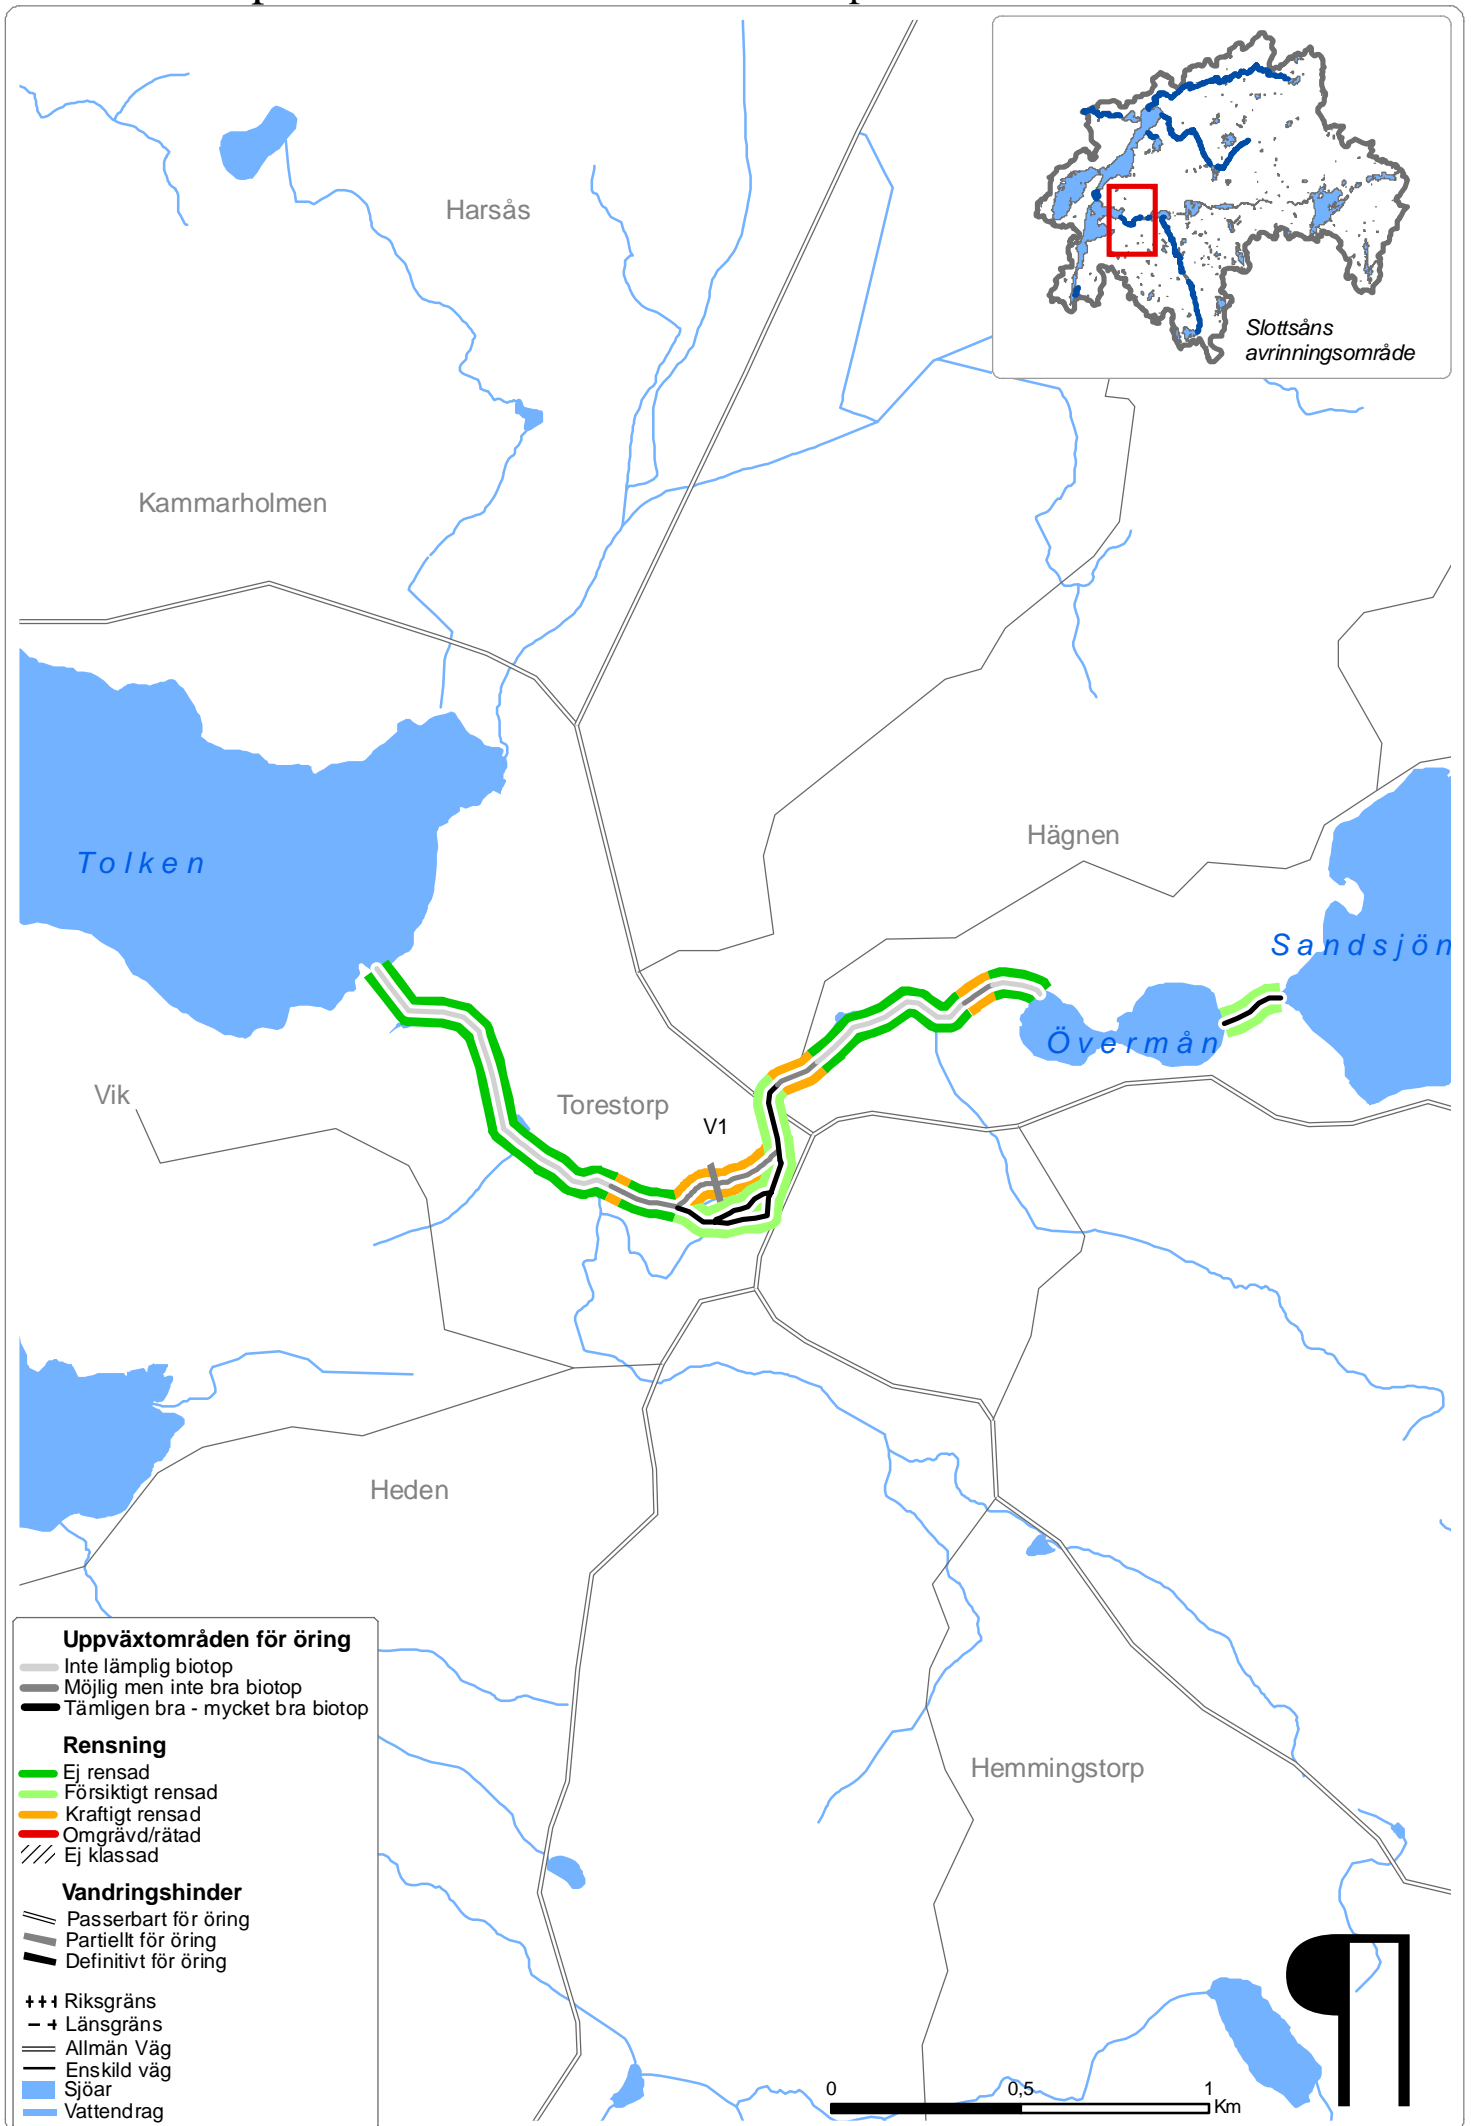 Slottsåns
avrinningsområde
Harsås
Kammarholmen
Hägnen
Tolken
Sandsjön
Övermån
Vik
Torestorp
V1
Heden
Hemmingstorp
Uppväxtområden för öring
Inte lämplig biotop
Möjlig men inte bra biotop
Tämligen bra - mycket bra biotop
Rensning
Ej rensad
Försiktigt rensad
Kraftigt rensad
Omgrävd/rätad
Ej klassad
Vandringshinder
Passerbart för öring
Partiellt för öring
Definitivt för öring
Riksgräns
Länsgräns
Allmän Väg
Enskild väg
Sjöar
Vattendrag
0 0,5 1
Km
¶